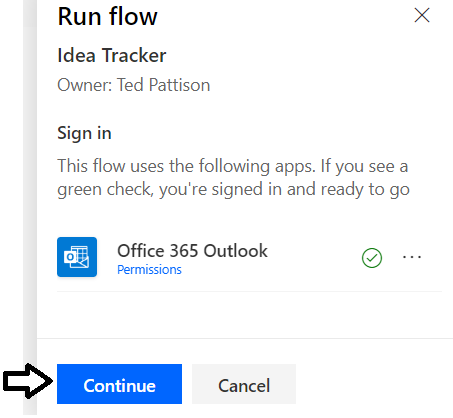 Run flow
Idea Tracker
Owner: Ted Pattison
Sign in
This flow uses the following apps. If you see a
green check, you're signed in and ready to go
Office 365 Outlook
Permissions
Continue
Cancel